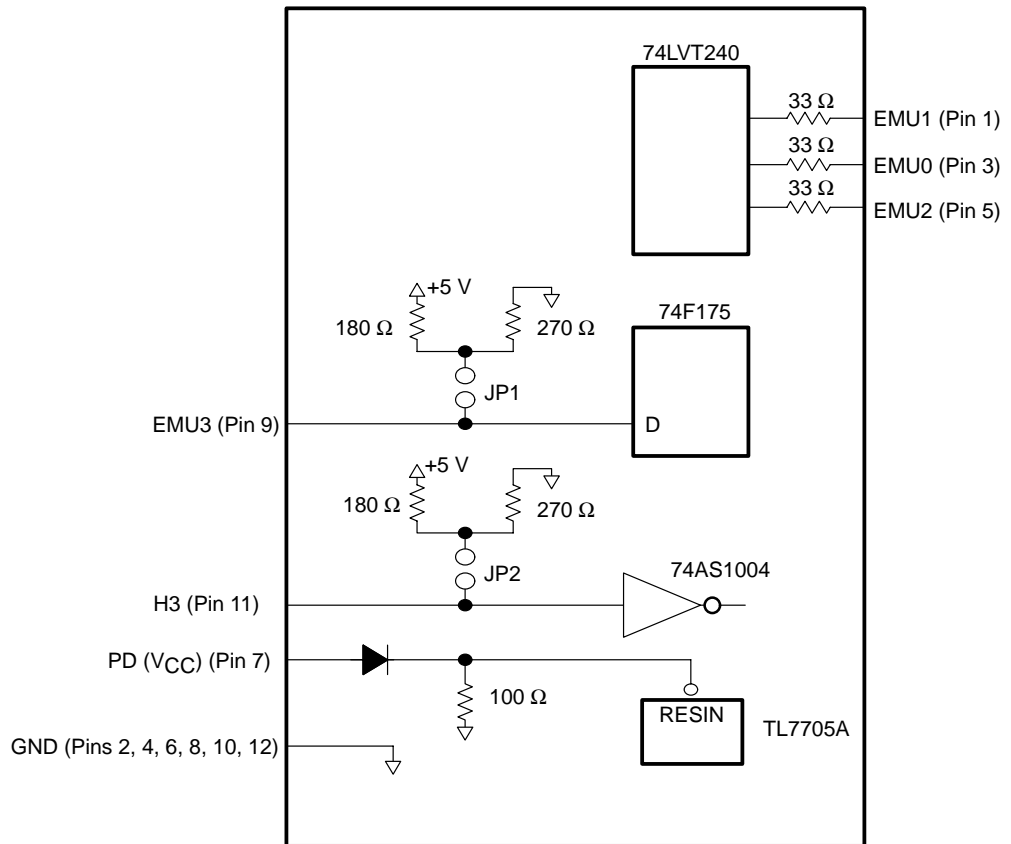 74LVT240
33 Ω
EMU1 (Pin 1)
33 Ω
EMU0 (Pin 3)
33 Ω
EMU2 (Pin 5)
+5 V
180 Ω
270 Ω
74F175
JP1
EMU3 (Pin 9)
D
+5 V
180 Ω
270 Ω
JP2
74AS1004
H3 (Pin 11)
PD (VCC) (Pin 7)
100 Ω
RESIN
TL7705A
GND (Pins 2, 4, 6, 8, 10, 12)